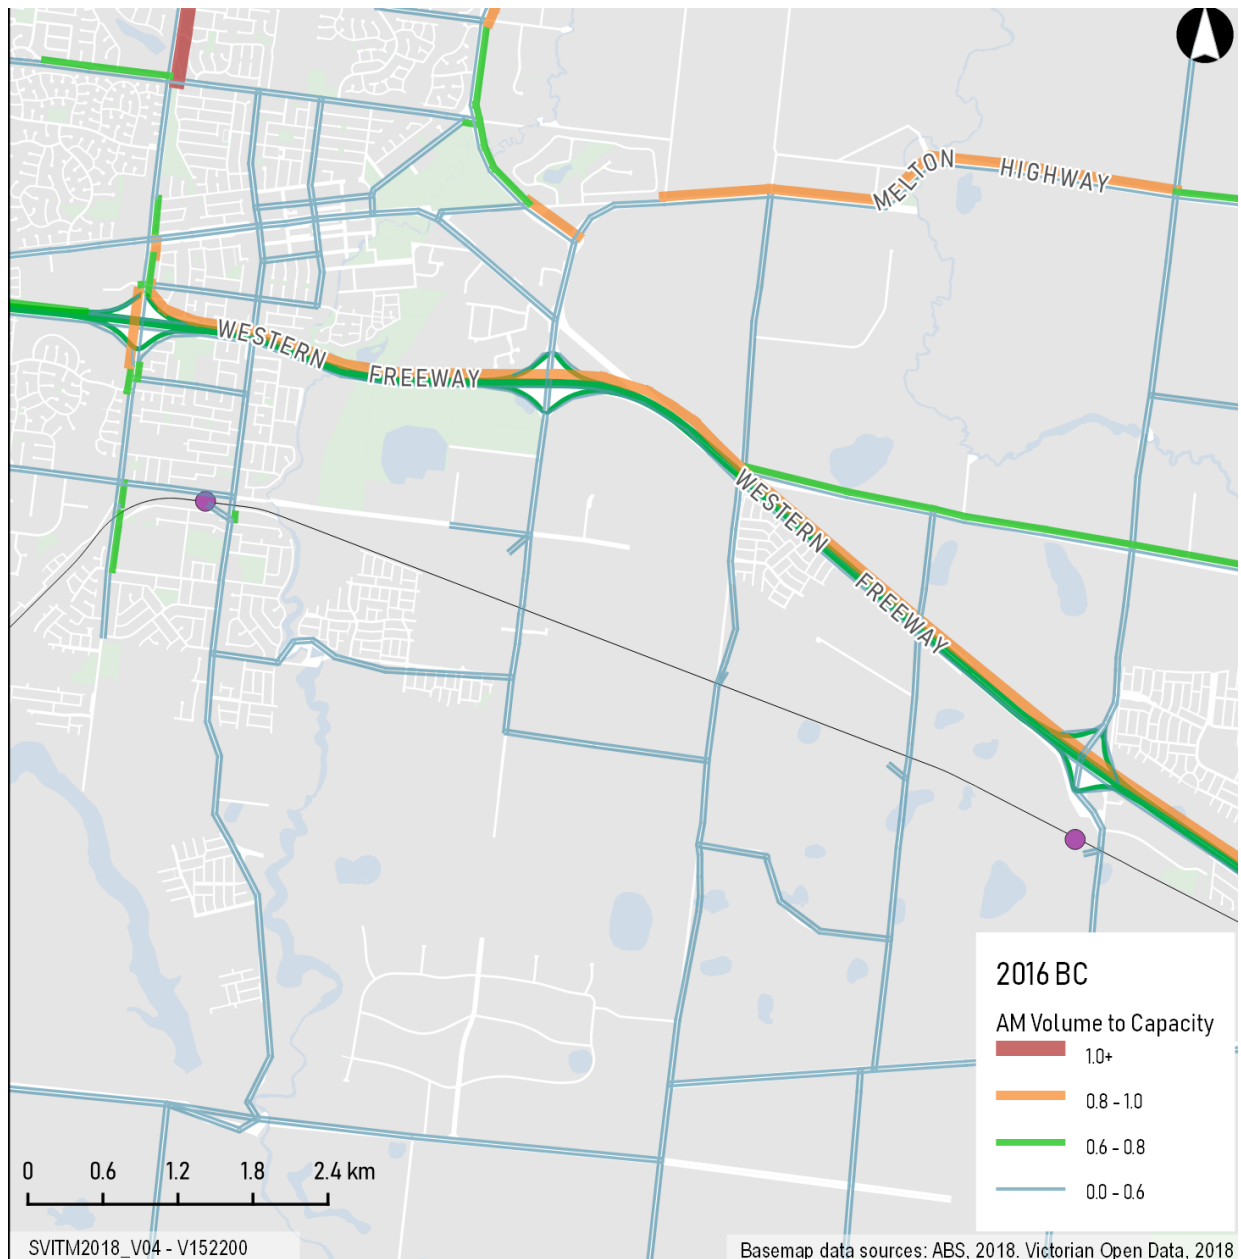 MELTON HIGHWAY
WESTERN FREEWAY
WESTERN FREEWAY
2016 BC
AM Volume to Capacity
1.0+
0.8 - 1.0
0.6 - 0.8
0.0 - 0.6
0 0.6 1.2 1.8 2.4 km
SVITM2018_V04 - V152200
Basemap data sources: ABS, 2018. Victorian Open Data, 2018